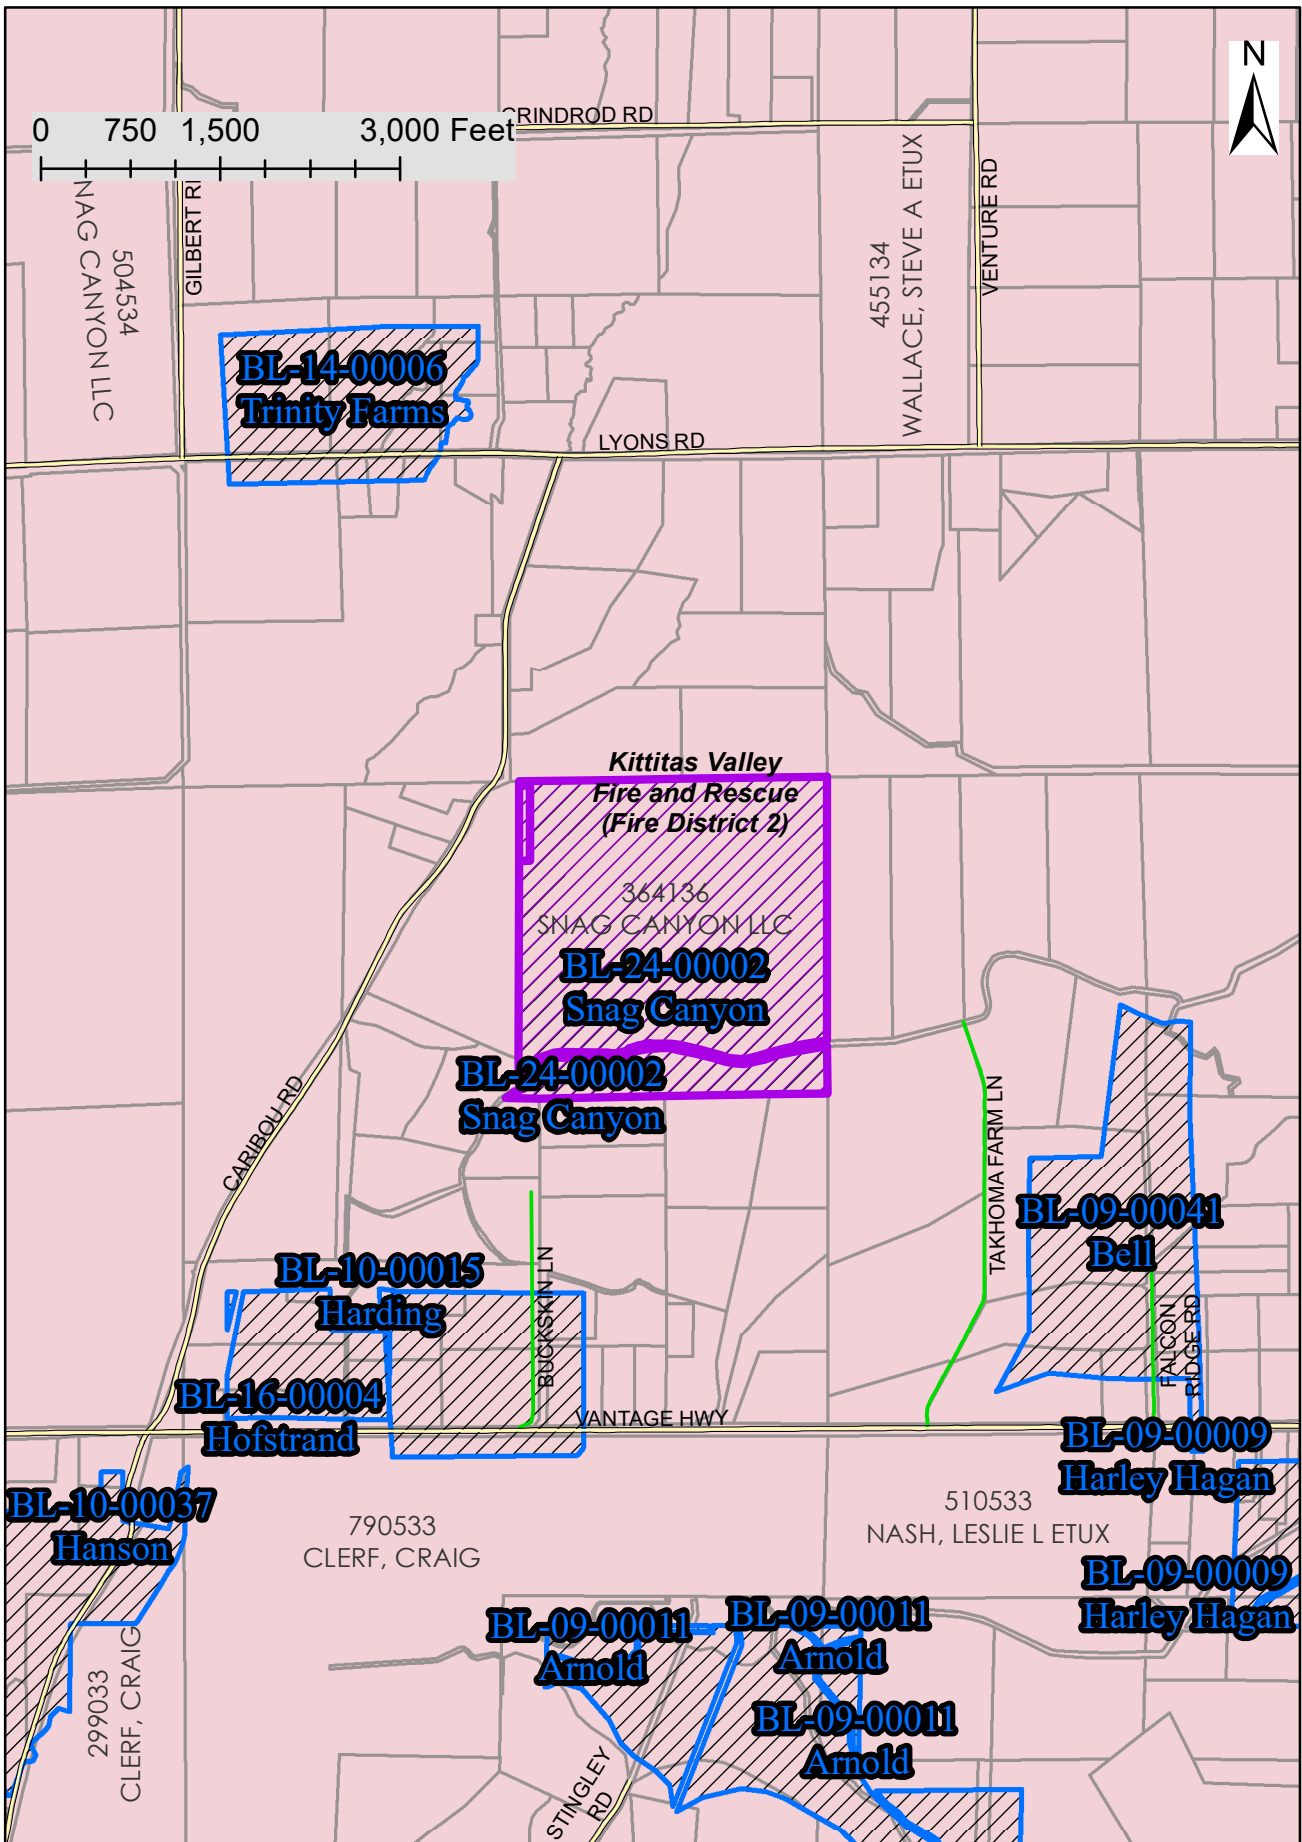 N
0 750 1,500 3,000 Feet
GRINDROD RD
GILBERT R
504534
NAG CANYON LLC
455134
WALLACE, STEVE A ETUX
VENTURE RD
BL-14-00006
Trinity Farms
LYONS RD
Kittitas Valley
Fire and Rescue
(Fire District 2)
364136
SNAG CANYON LLC
BL-24-00002
Snag Canyon
BL-24-00002
Snag Canyon
CARIBOU RD
TAKHOMA FARM LN
BL-09-00041
Bell
BL-10-00015
Harding
BUCKSKIN LN
FALCON
RIDGE RD
BL-16-00004
Hofstrand
VANTAGE HWY
BL-09-00009
Harley Hagan
BL-10-00037
Hanson
790533
CLERF, CRAIG
510533
NASH, LESLIE L ETUX
BL-09-00009
Harley Hagan
BL-09-00011
Arnold
BL-09-00011
Arnold
299033
CLERF, CRAIG
BL-09-00011
Arnold
STINGLEY
RD